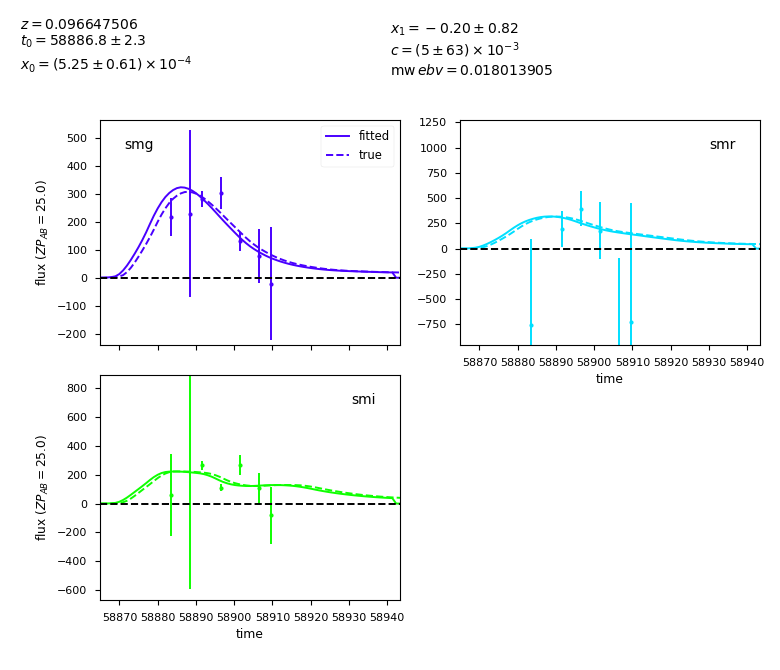 z = 0.096647506
t₀ = 58886.8 ± 2.3
x₀ = (5.25 ± 0.61) × 10⁻⁴
x₁ = −0.20 ± 0.82
c = (5 ± 63) × 10⁻³
mw ebv = 0.018013905
smg
fitted
true
500
400
300
200
100
0
−100
−200
flux (ZP_AB = 25.0)
smr
1250
1000
750
500
250
0
−250
−500
−750
58870 58880 58890 58900 58910 58920 58930 58940
time
smi
800
600
400
200
0
−200
−400
−600
flux (ZP_AB = 25.0)
58870 58880 58890 58900 58910 58920 58930 58940
time